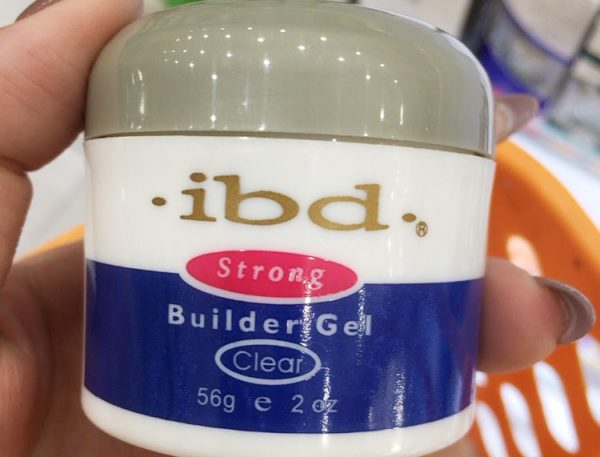 ·ibd·®
Strong
Builder Gel
Clear
56g e 2 oz